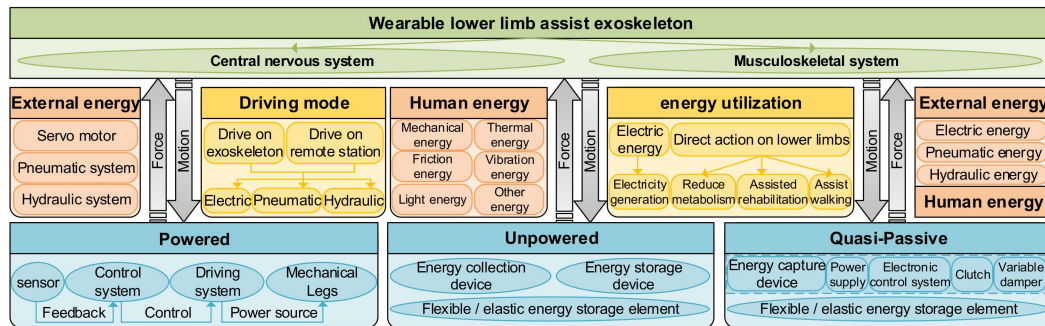 Wearable lower limb assist exoskeleton
Central nervous system
Musculoskeletal system
External energy
Servo motor
Pneumatic system
Hydraulic system
Force
Motion
Driving mode
Drive on
exoskeleton
Drive on
remote station
Electric
Pneumatic
Hydraulic
Human energy
Mechanical
energy
Thermal
energy
Friction
energy
Vibration
energy
Light energy
Other
energy
Force
Motion
energy utilization
Electric
energy
Direct action on lower limbs
Electricity
generation
Reduce
metabolism
Assisted
rehabilitation
Assist
walking
Motion
Force
External energy
Electric energy
Pneumatic energy
Hydraulic energy
Human energy
Powered
sensor
Control
system
Driving
system
Mechanical
Legs
Feedback
Control
Power source
Unpowered
Energy collection
device
Energy storage
device
Flexible / elastic energy storage element
Quasi-Passive
Energy capture
device
Power
supply
Electronic
control system
Clutch
Variable
damper
Flexible / elastic energy storage element